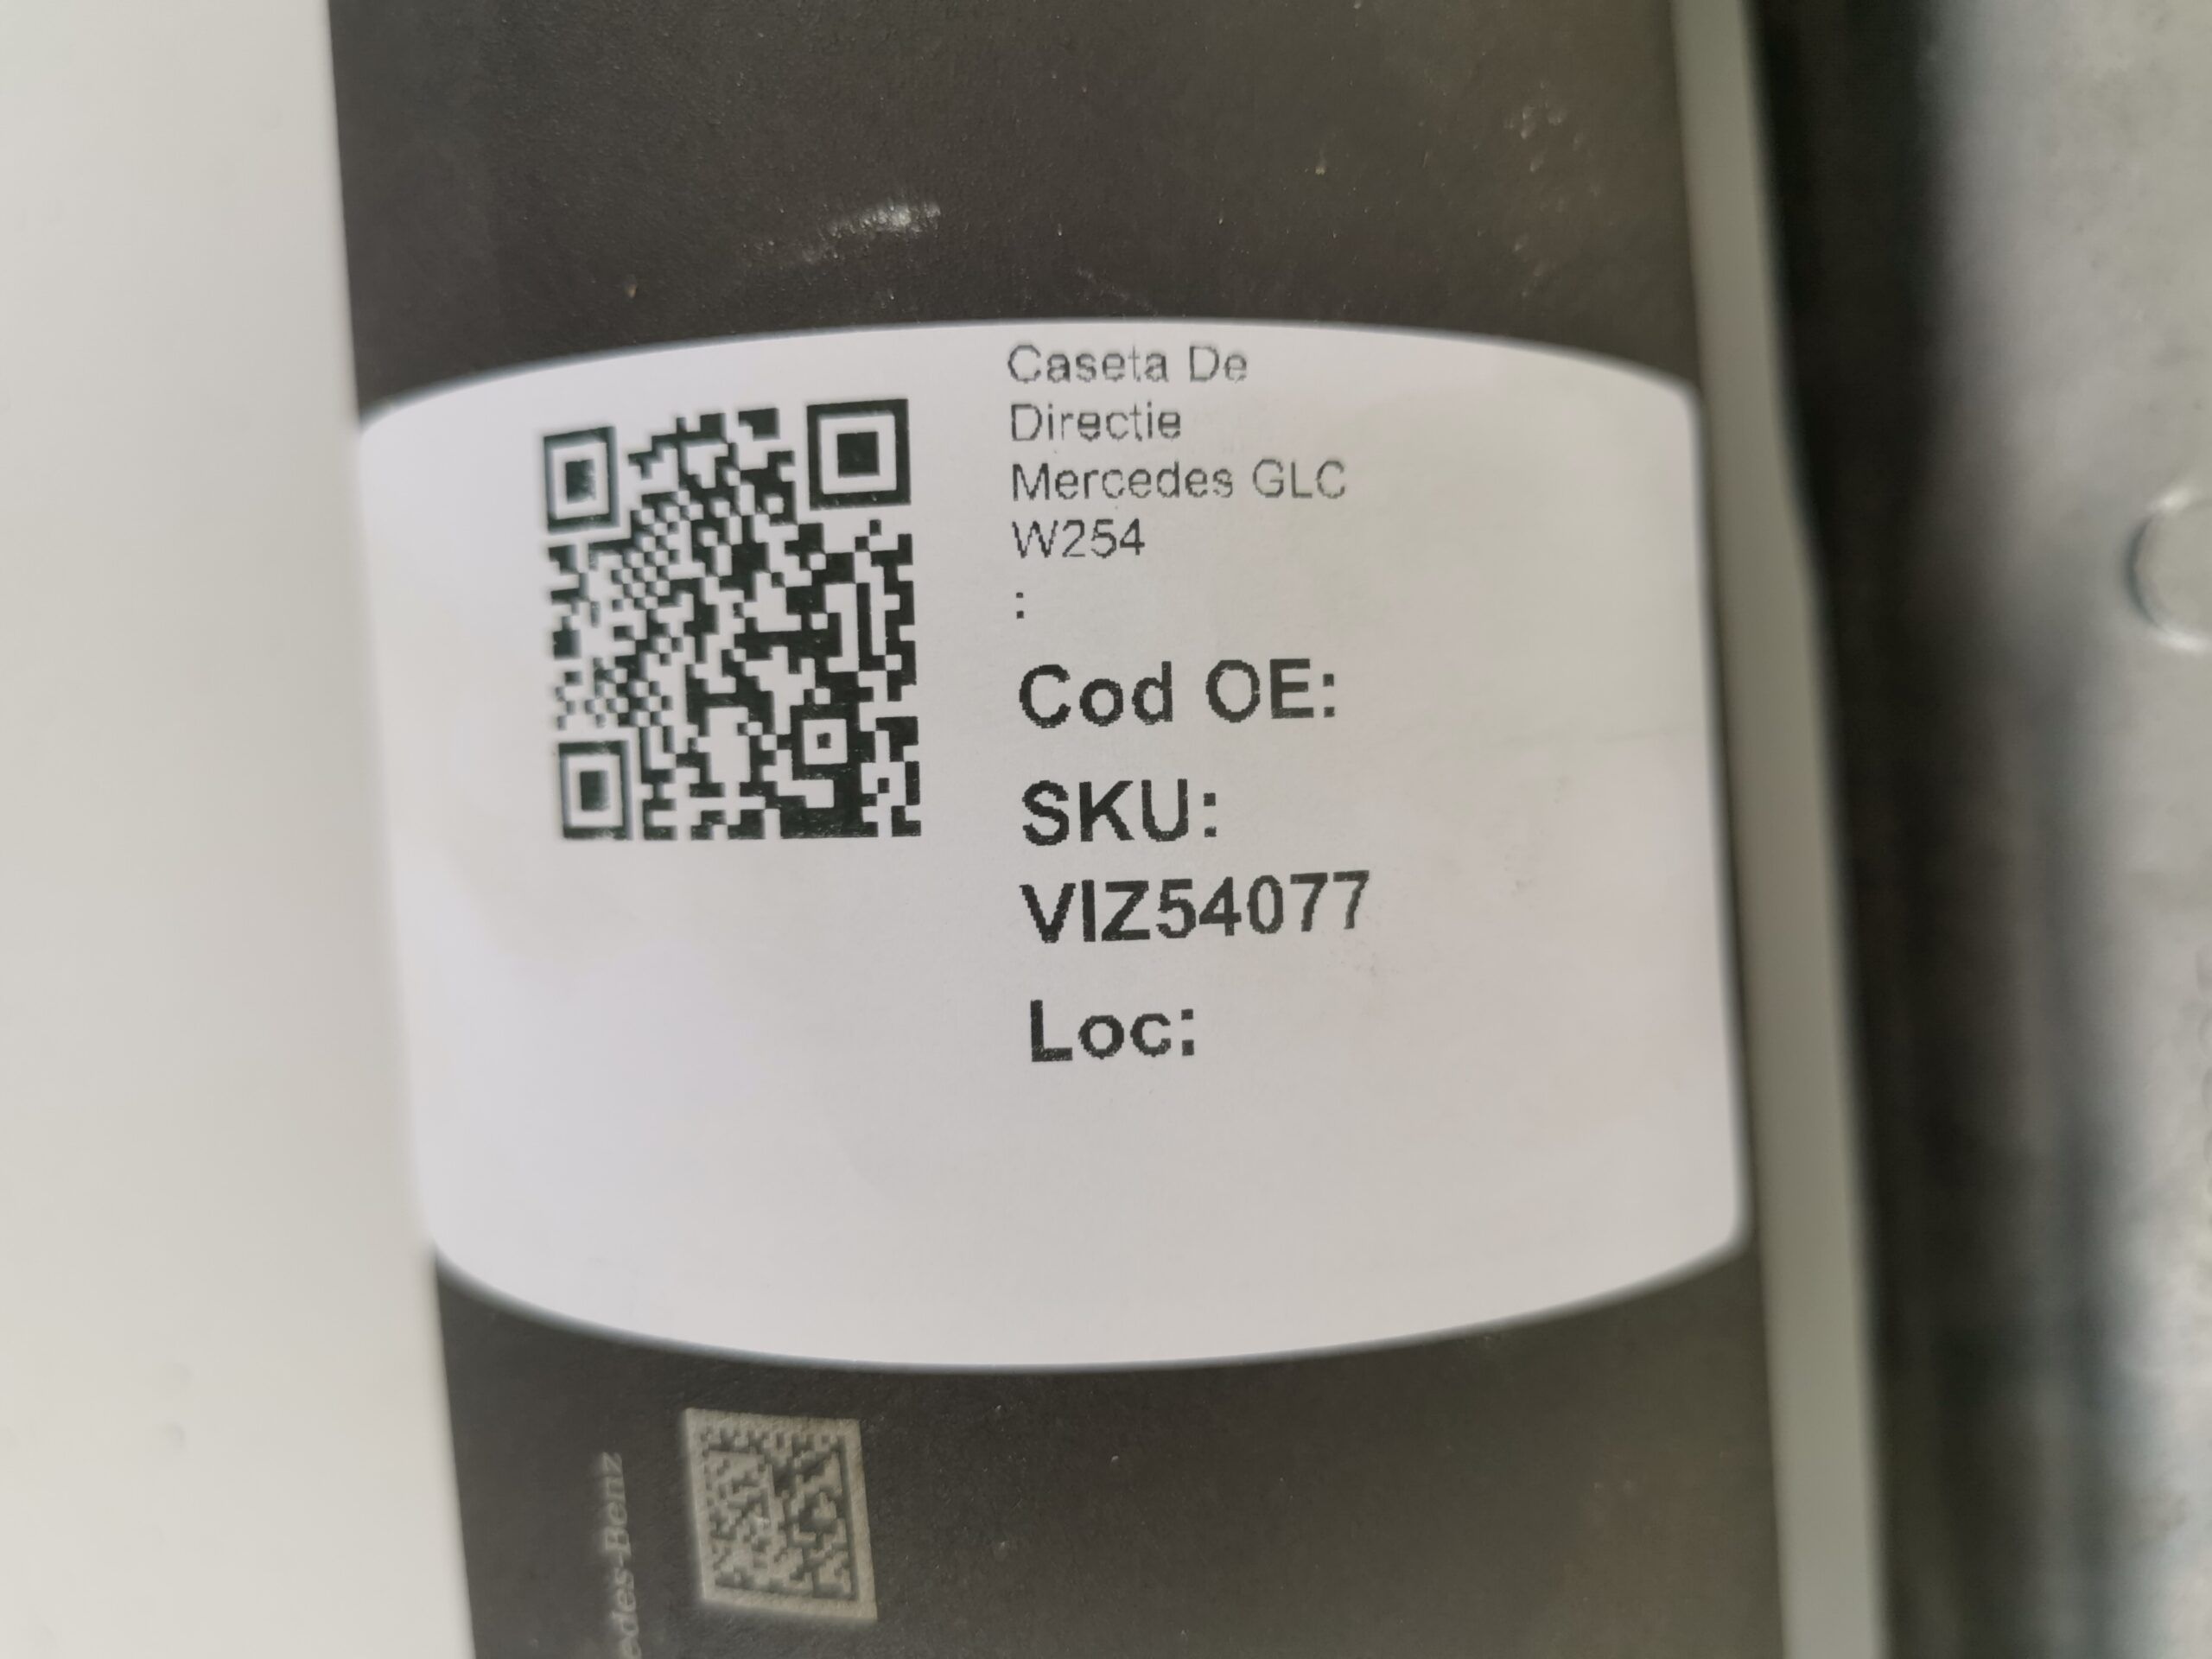 Caseta De
Directie
Mercedes GLC
W254
:
Cod OE:
SKU:
VIZ54077
Loc:
edes-Benz